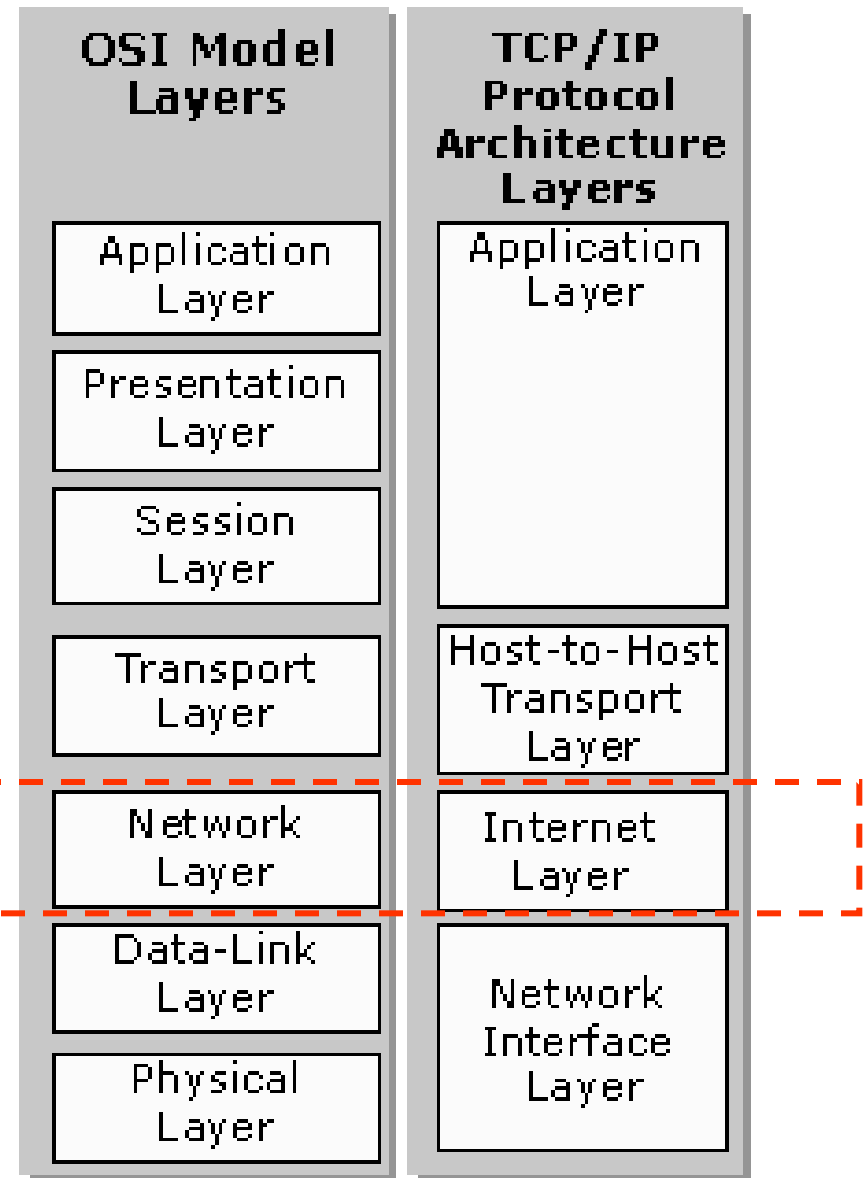 OSI Model
Layers
Application
Layer
Presentation
Layer
Session
Layer
Transport
Layer
Network
Layer
Data-Link
Layer
Physical
Layer
TCP/IP
Protocol
Architecture
Layers
Application
Layer
Host-to-Host
Transport
Layer
Internet
Layer
Network
Interface
Layer